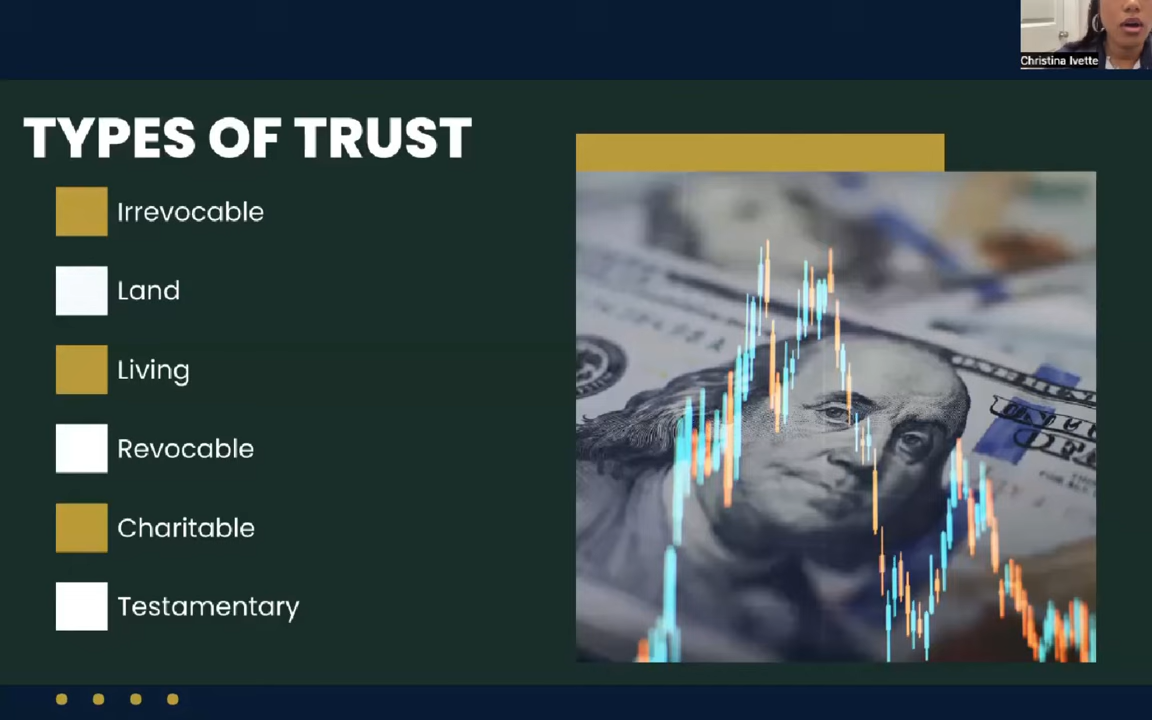 Christina Ivette
TYPES OF TRUST
Irrevocable
Land
Living
Revocable
Charitable
Testamentary